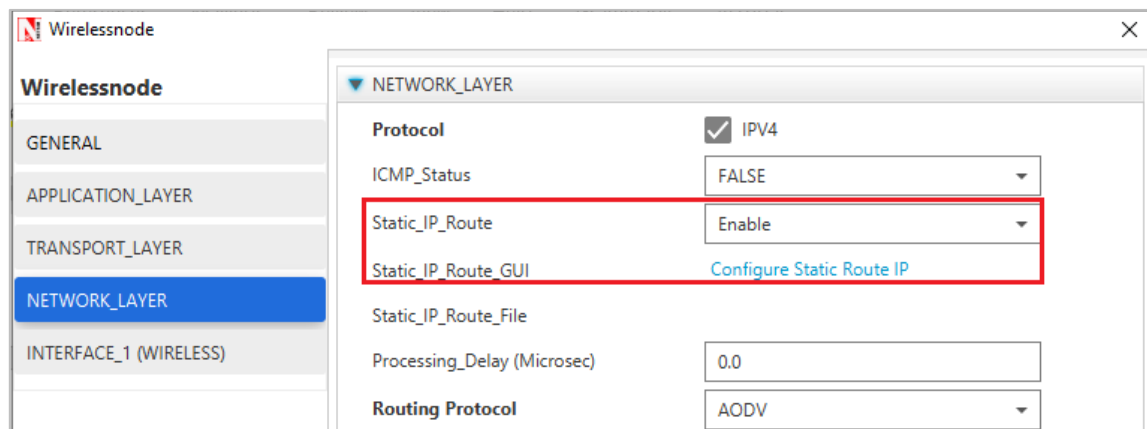 Wirelessnode
Wirelessnode
GENERAL
APPLICATION_LAYER
TRANSPORT_LAYER
NETWORK_LAYER
INTERFACE_1 (WIRELESS)
NETWORK_LAYER
Protocol IPV4
ICMP_Status FALSE
Static_IP_Route Enable
Static_IP_Route_GUI Configure Static Route IP
Static_IP_Route_File
Processing_Delay (Microsec) 0.0
Routing Protocol AODV